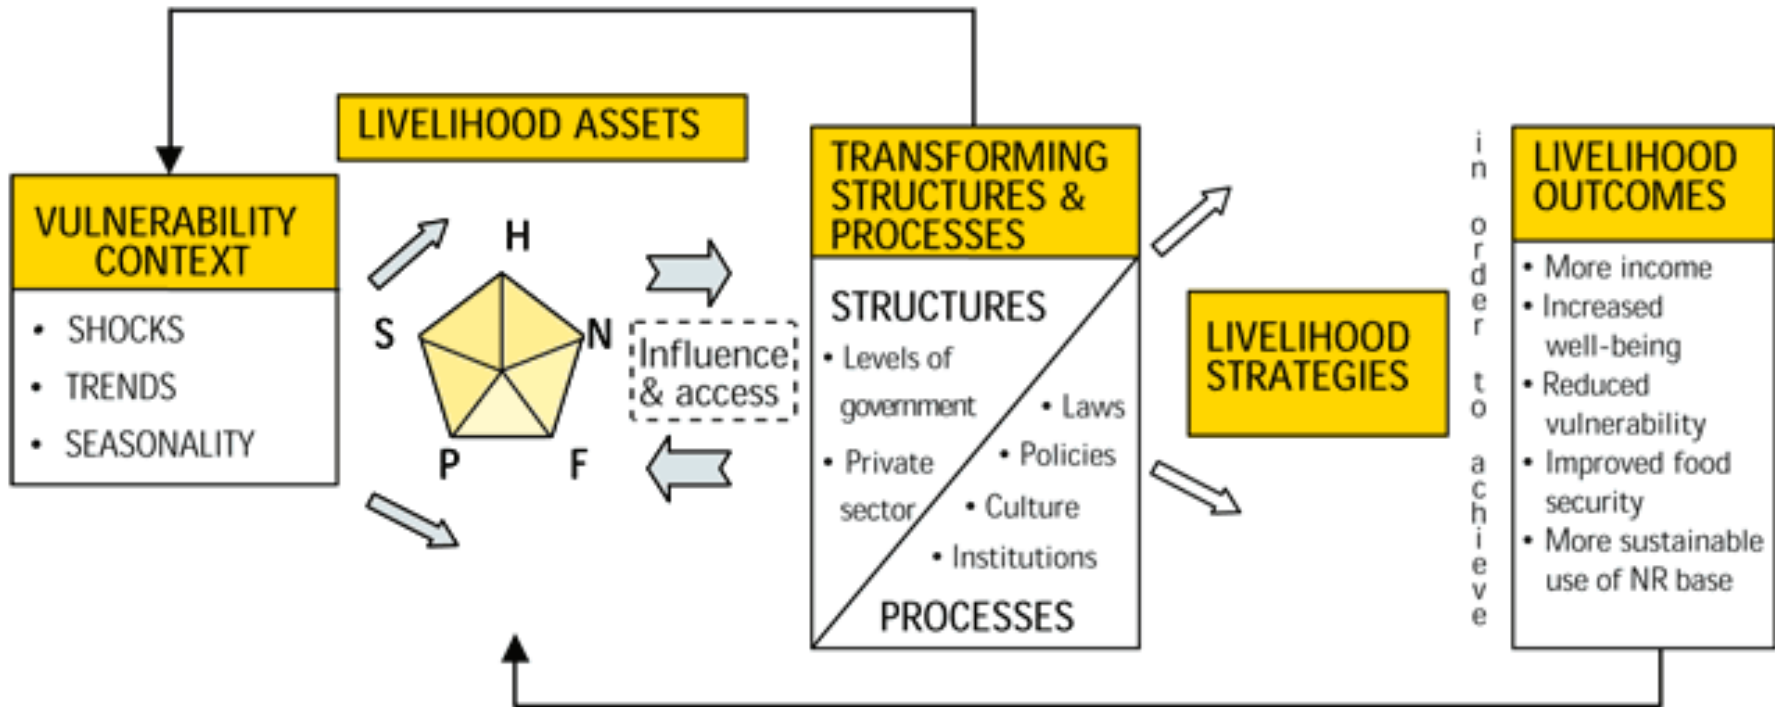 LIVELIHOOD ASSETS
VULNERABILITY
CONTEXT
• SHOCKS
• TRENDS
• SEASONALITY
H
S
N
P
F
Influence
& access
TRANSFORMING
STRUCTURES &
PROCESSES
STRUCTURES
• Levels of
government
• Private
sector
• Laws
• Policies
• Culture
• Institutions
PROCESSES
LIVELIHOOD
STRATEGIES
in order to achieve
LIVELIHOOD
OUTCOMES
• More income
• Increased
well-being
• Reduced
vulnerability
• Improved food
security
• More sustainable
use of NR base